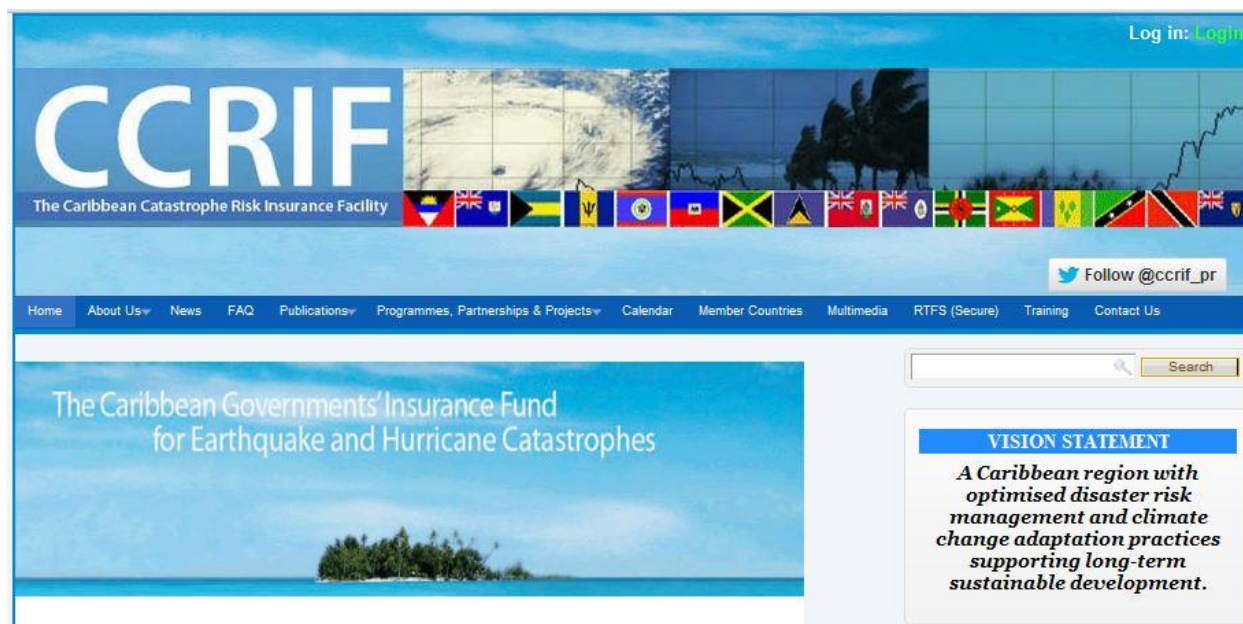 Log in: Login
CCRIF
The Caribbean Catastrophe Risk Insurance Facility
Follow @ccrif_pr
Home About Us News FAQ Publications Programmes, Partnerships & Projects Calendar Member Countries Multimedia RTFS (Secure) Training Contact Us
Search
The Caribbean Governments' Insurance Fund
for Earthquake and Hurricane Catastrophes
VISION STATEMENT
A Caribbean region with
optimised disaster risk
management and climate
change adaptation practices
supporting long-term
sustainable development.